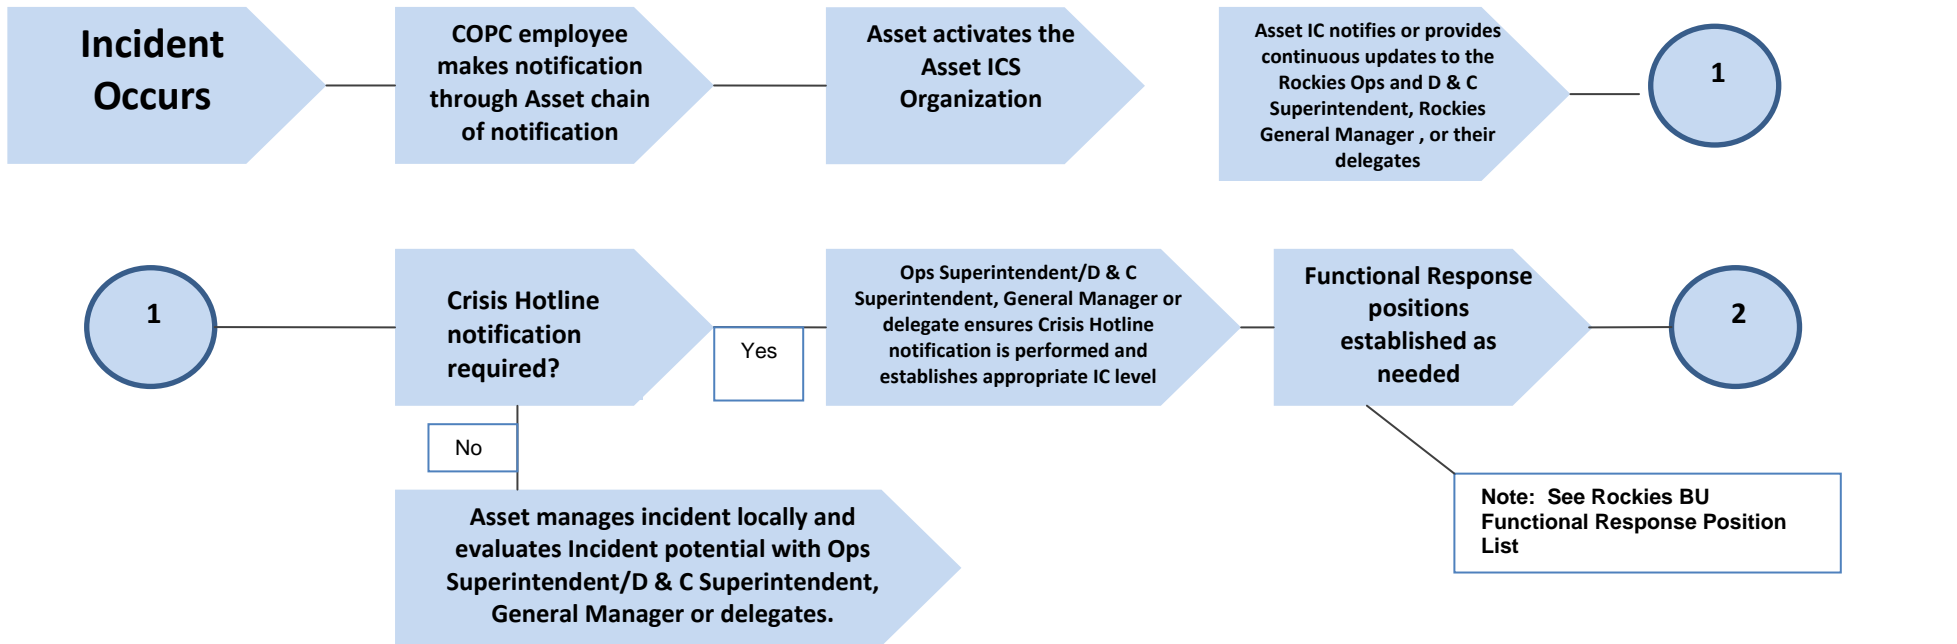 Incident
Occurs
COPC employee
makes notification
through Asset chain
of notification
Asset activates the
Asset ICS
Organization
Asset IC notifies or provides
continuous updates to the
Rockies Ops and D & C
Superintendent, Rockies
General Manager , or their
delegates
1
1
Crisis Hotline
notification
required?
Yes
Ops Superintendent/D & C
Superintendent, General Manager or
delegate ensures Crisis Hotline
notification is performed and
establishes appropriate IC level
Functional Response
positions
established as
needed
2
No
Asset manages incident locally and
evaluates Incident potential with Ops
Superintendent/D & C Superintendent,
General Manager or delegates.
Note:  See Rockies BU
Functional Response Position
List